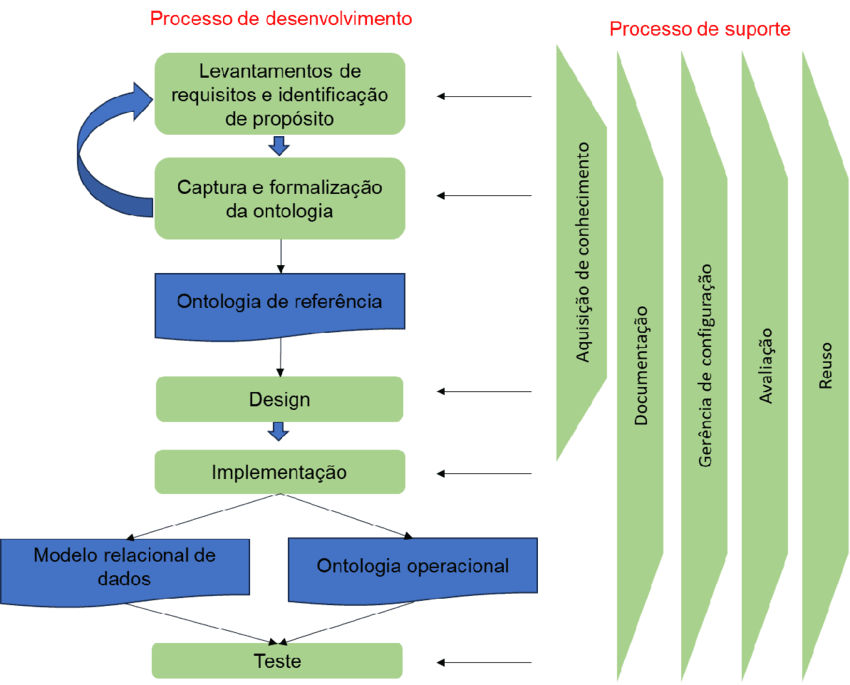 Processo de desenvolvimento
Processo de suporte
Levantamentos de
requisitos e identificação
de propósito
Captura e formalização
da ontologia
Ontologia de referência
Design
Implementação
Modelo relacional de
dados
Ontologia operacional
Teste
Aquisição de conhecimento
Documentação
Gerência de configuração
Avaliação
Reuso